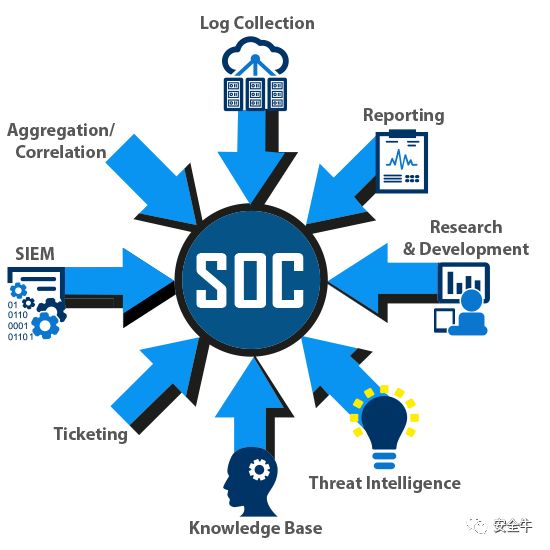 Log Collection
Reporting
Aggregation/
Correlation
Research
& Development
SIEM
SOC
01
0110
0001
01101
Ticketing
Threat Intelligence
Knowledge Base
安全牛